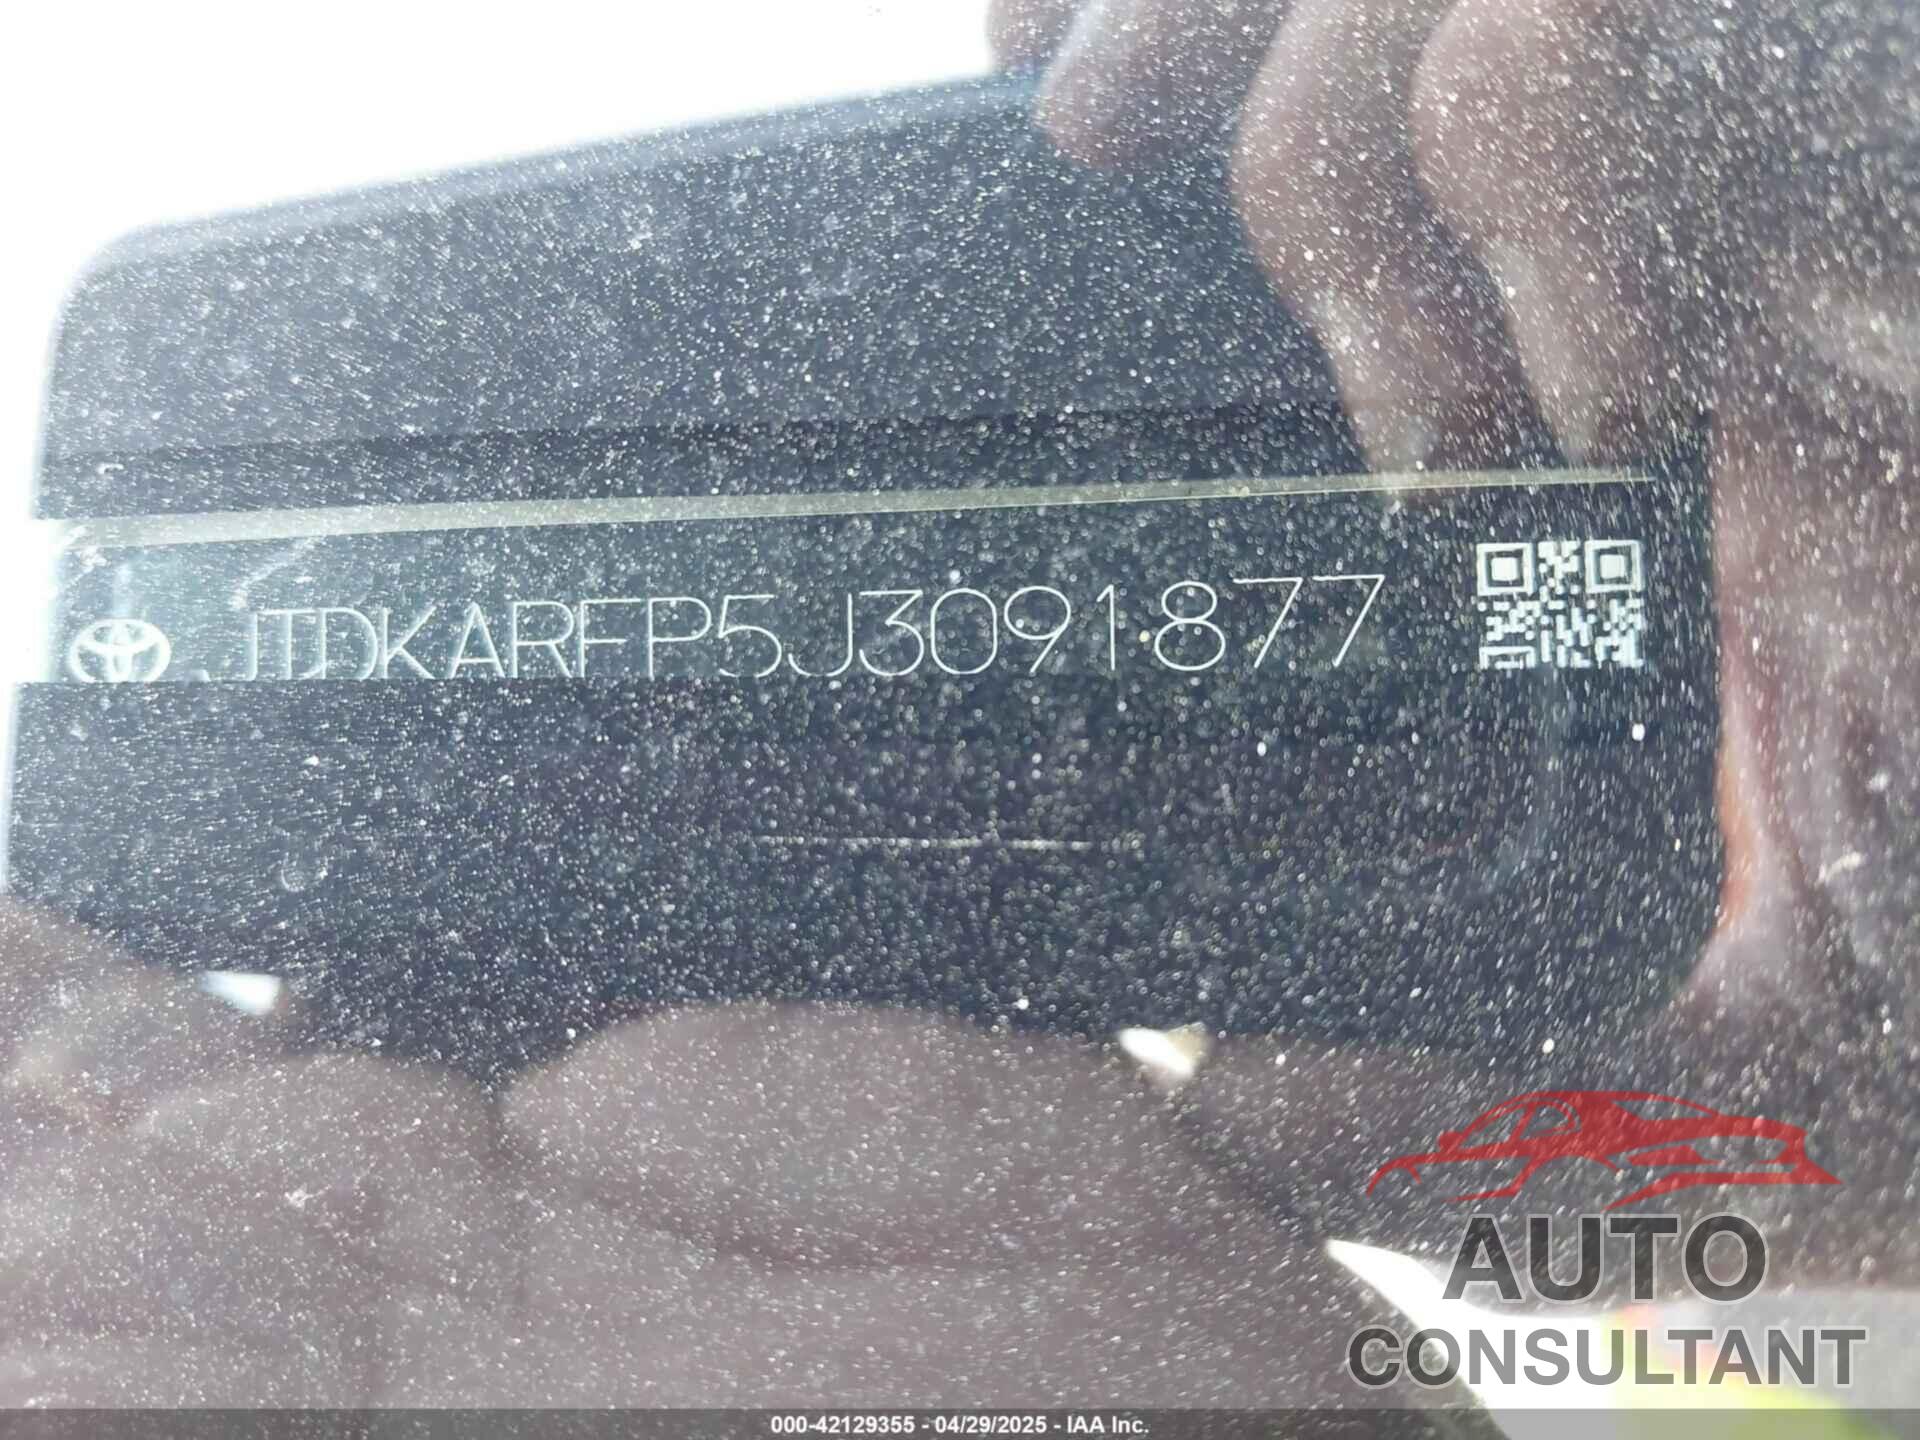 JTDKARFP5J3091877
AUTO
CONSULTANT
000-42129355 - 04/29/2025 - IAA Inc.